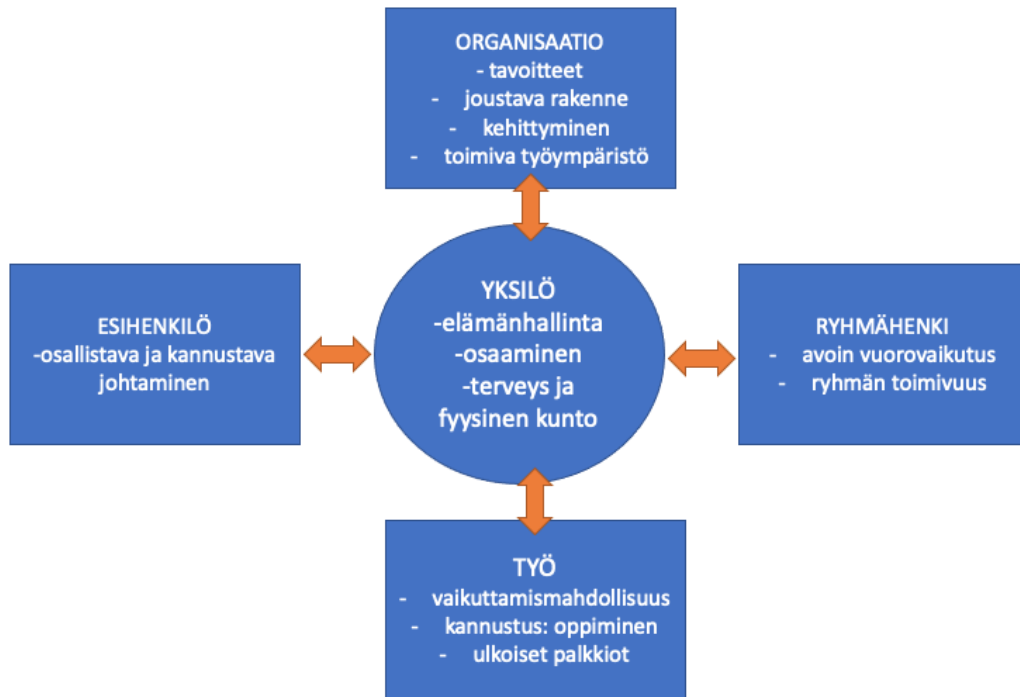 ORGANISAATIO
- tavoitteet
- joustava rakenne
- kehittyminen
- toimiva työympäristö
ESIHENKILÖ
-osallistava ja kannustava
johtaminen
YKSILÖ
-elämänhallinta
-osaaminen
-terveys ja
fyysinen kunto
RYHMÄHENKI
- avoin vuorovaikutus
- ryhmän toimivuus
TYÖ
- vaikuttamismahdollisuus
- kannustus: oppiminen
- ulkoiset palkkiot